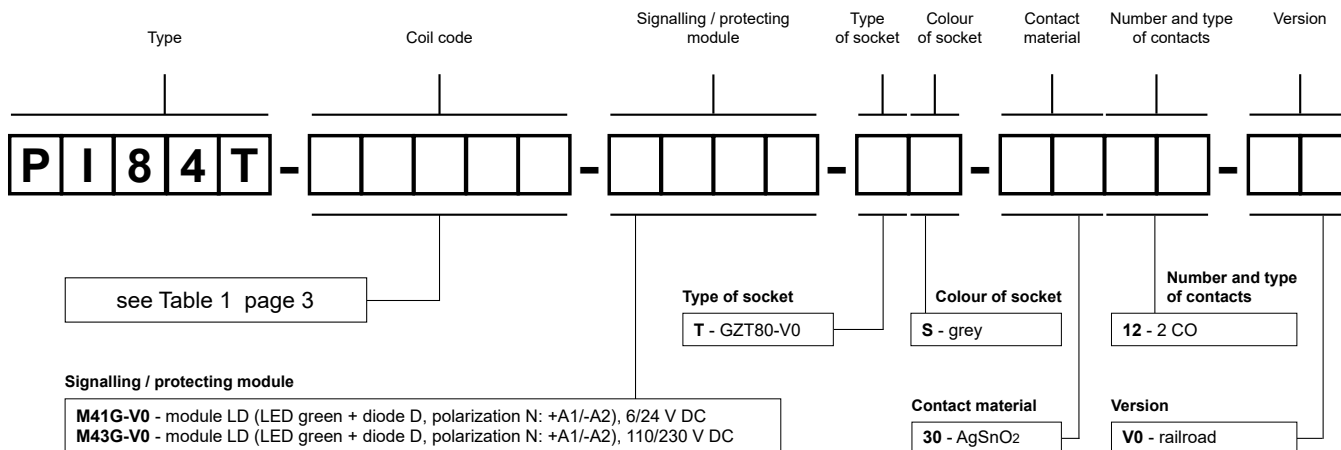 Type
Coil code
Signalling / protecting
module
Type
of socket
Colour
of socket
Contact
material
Number and type
of contacts
Version
PI84T - - - - -
see Table 1 page 3
Type of socket
T - GZT80-V0
Colour of socket
S - grey
Number and type
of contacts
12 - 2 CO
Signalling / protecting module
M41G-V0 - module LD (LED green + diode D, polarization N: +A1/-A2), 6/24 V DC
M43G-V0 - module LD (LED green + diode D, polarization N: +A1/-A2), 110/230 V DC
Contact material
30 - AgSnO2
Version
V0 - railroad